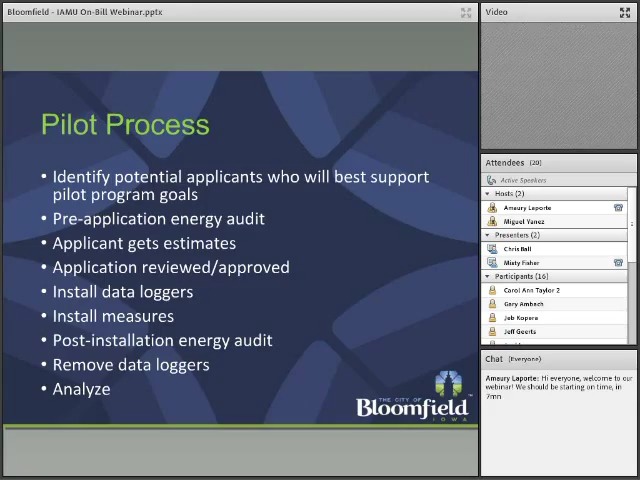 Bloomfield - IAMU On-Bill Webinar.pptx
Pilot Process
• Identify potential applicants who will best support
pilot program goals
• Pre-application energy audit
• Applicant gets estimates
• Application reviewed/approved
• Install data loggers
• Install measures
• Post-installation energy audit
• Remove data loggers
• Analyze
THE CITY OF
Bloomfield
IOWA
Video
Attendees (20)
Active Speakers
Hosts (2)
Amaury Laporte
Miguel Yanez
Presenters (2)
Chris Ball
Misty Fisher
Participants (16)
Carol Ann Taylor 2
Gary Ambach
Jeb Kopara
Jeff Geerts
Chat (Everyone)
Amaury Laporte: Hi everyone, welcome to our
webinar! We should be starting on time, in
7mn